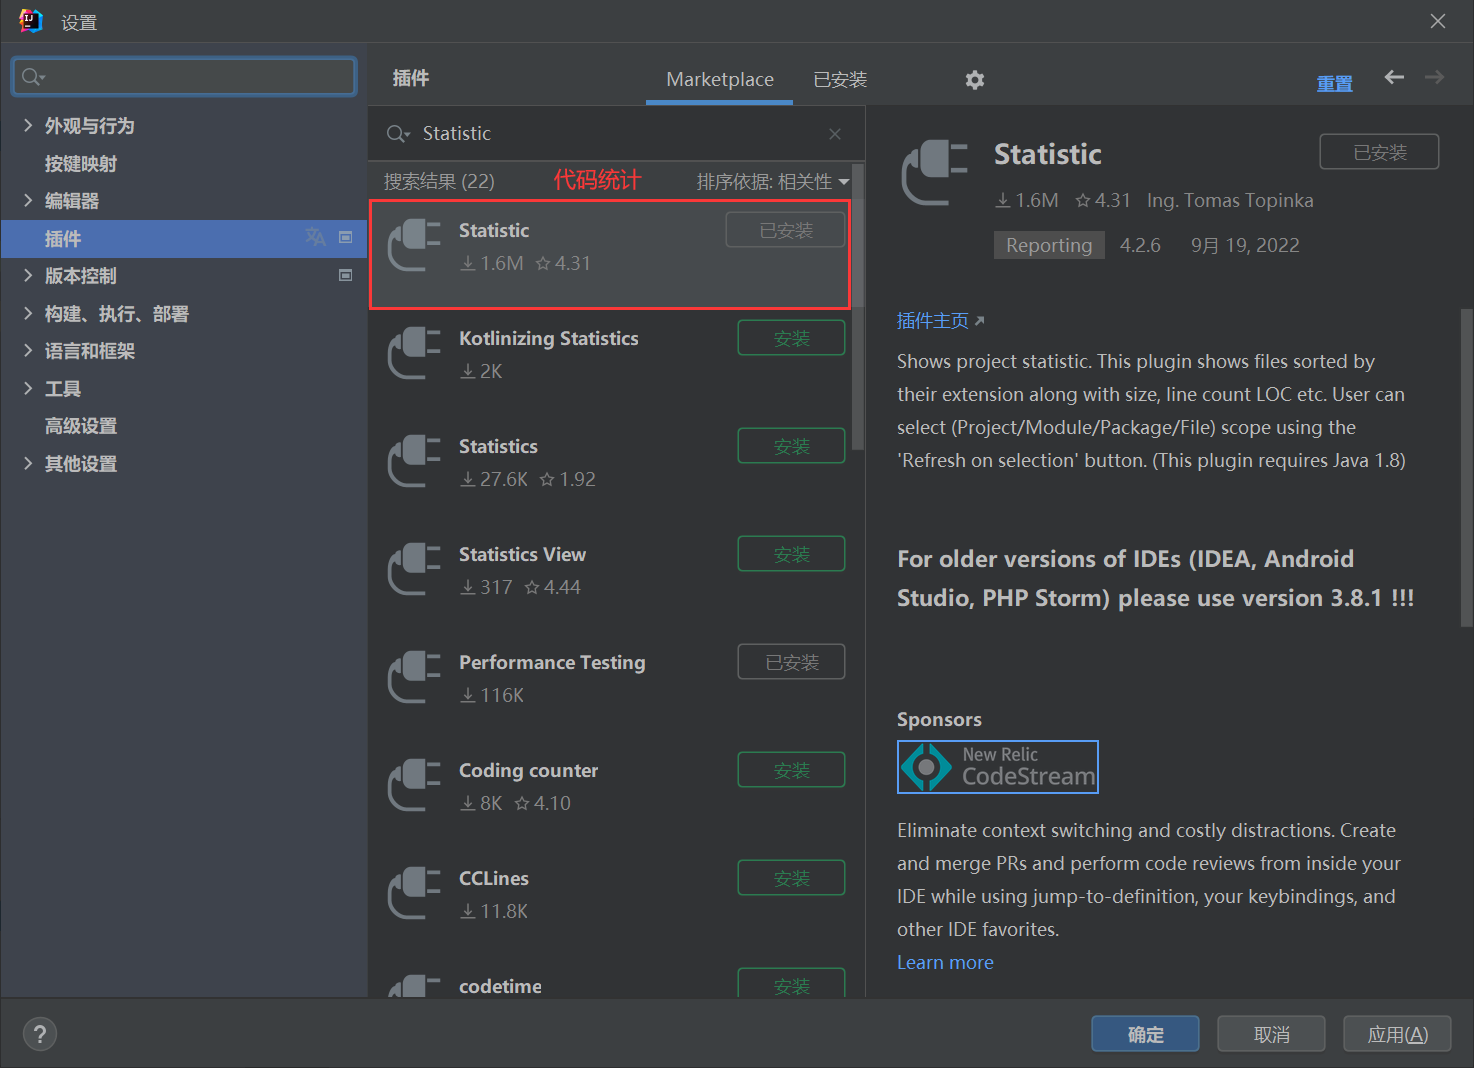 设置
外观与行为
按键映射
编辑器
插件
版本控制
构建、执行、部署
语言和框架
工具
高级设置
其他设置
插件
Marketplace
已安装
重置
Statistic
搜索结果 (22)
代码统计
排序依据: 相关性
Statistic
已安装
1.6M 4.31
Kotlinizing Statistics
安装
2K
Statistics
安装
27.6K 1.92
Statistics View
安装
317 4.44
Performance Testing
已安装
116K
Coding counter
安装
8K 4.10
CCLines
安装
11.8K
codetime
安装
Statistic
已安装
1.6M 4.31 Ing. Tomas Topinka
Reporting 4.2.6 9月 19, 2022
插件主页
Shows project statistic. This plugin shows files sorted by
their extension along with size, line count LOC etc. User can
select (Project/Module/Package/File) scope using the
'Refresh on selection' button. (This plugin requires Java 1.8)
For older versions of IDEs (IDEA, Android
Studio, PHP Storm) please use version 3.8.1 !!!
Sponsors
New Relic
CodeStream
Eliminate context switching and costly distractions. Create
and merge PRs and perform code reviews from inside your
IDE while using jump-to-definition, your keybindings, and
other IDE favorites.
Learn more
?
确定
取消
应用(A)